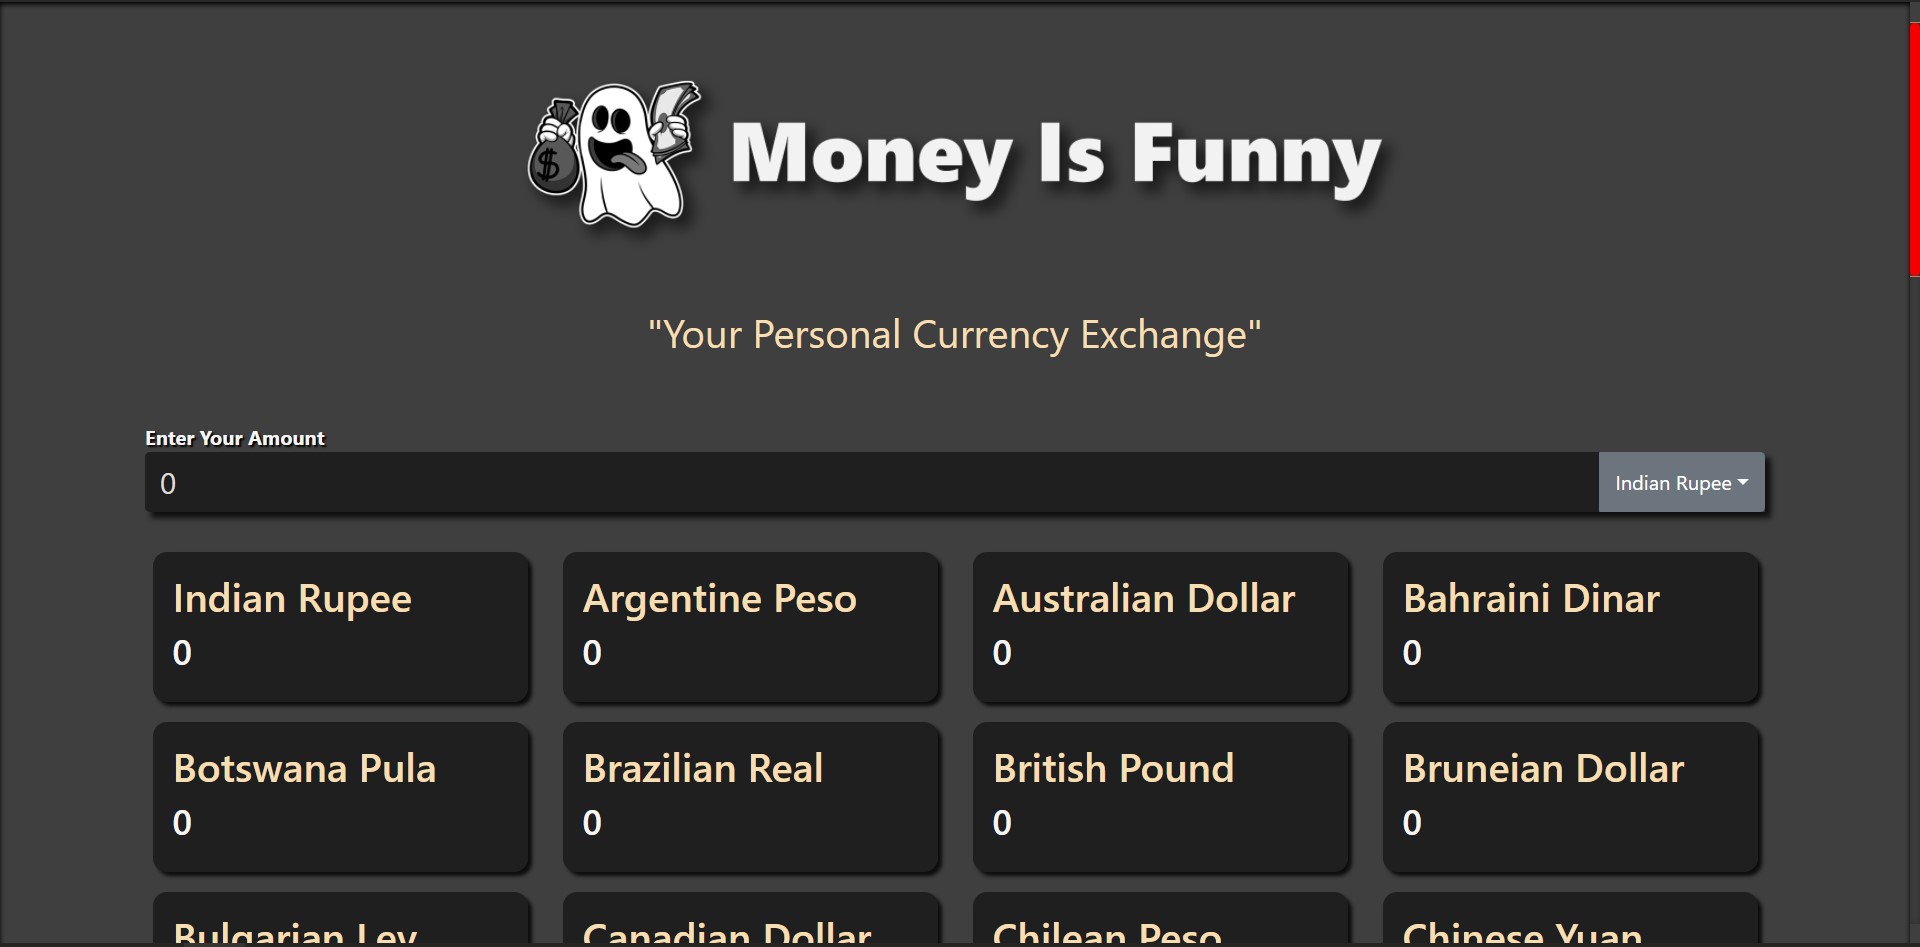 $
Money Is Funny
"Your Personal Currency Exchange"
Enter Your Amount
0 Indian Rupee
Indian Rupee Argentine Peso Australian Dollar Bahraini Dinar
0 0 0 0
Botswana Pula Brazilian Real British Pound Bruneian Dollar
0 0 0 0
Bulgarian Lev Canadian Dollar Chilean Peso Chinese Yuan